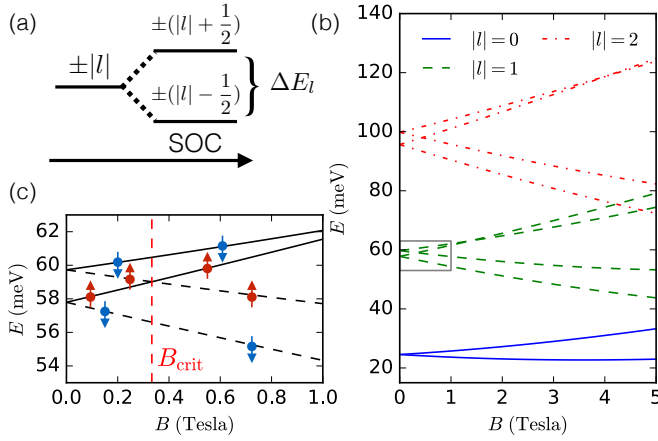 (a)
±(|l| + 1/2)
±|l|
±(|l| − 1/2)
ΔE_l
SOC
(b)
|l| = 0
|l| = 2
|l| = 1
140
120
100
80
60
40
20
E (meV)
0
1
2
3
4
5
B (Tesla)
(c)
62
60
58
56
54
E (meV)
B_crit
0.0
0.2
0.4
0.6
0.8
1.0
B (Tesla)